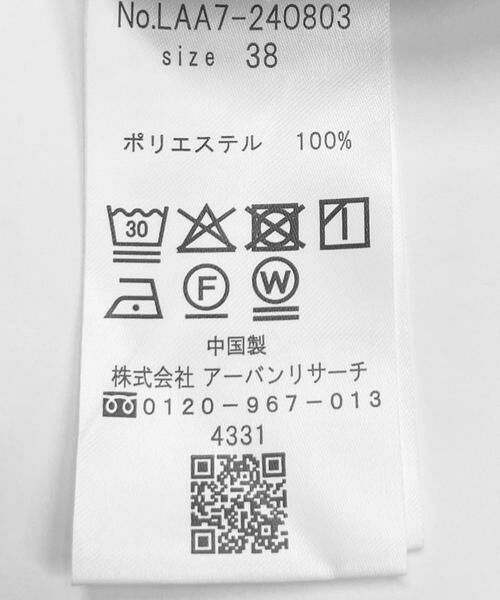 No.LAA7-240803
size 38
ポリエステル 100%
30
F W
中国製
株式会社 アーバンリサーチ
0120-967-013
4331